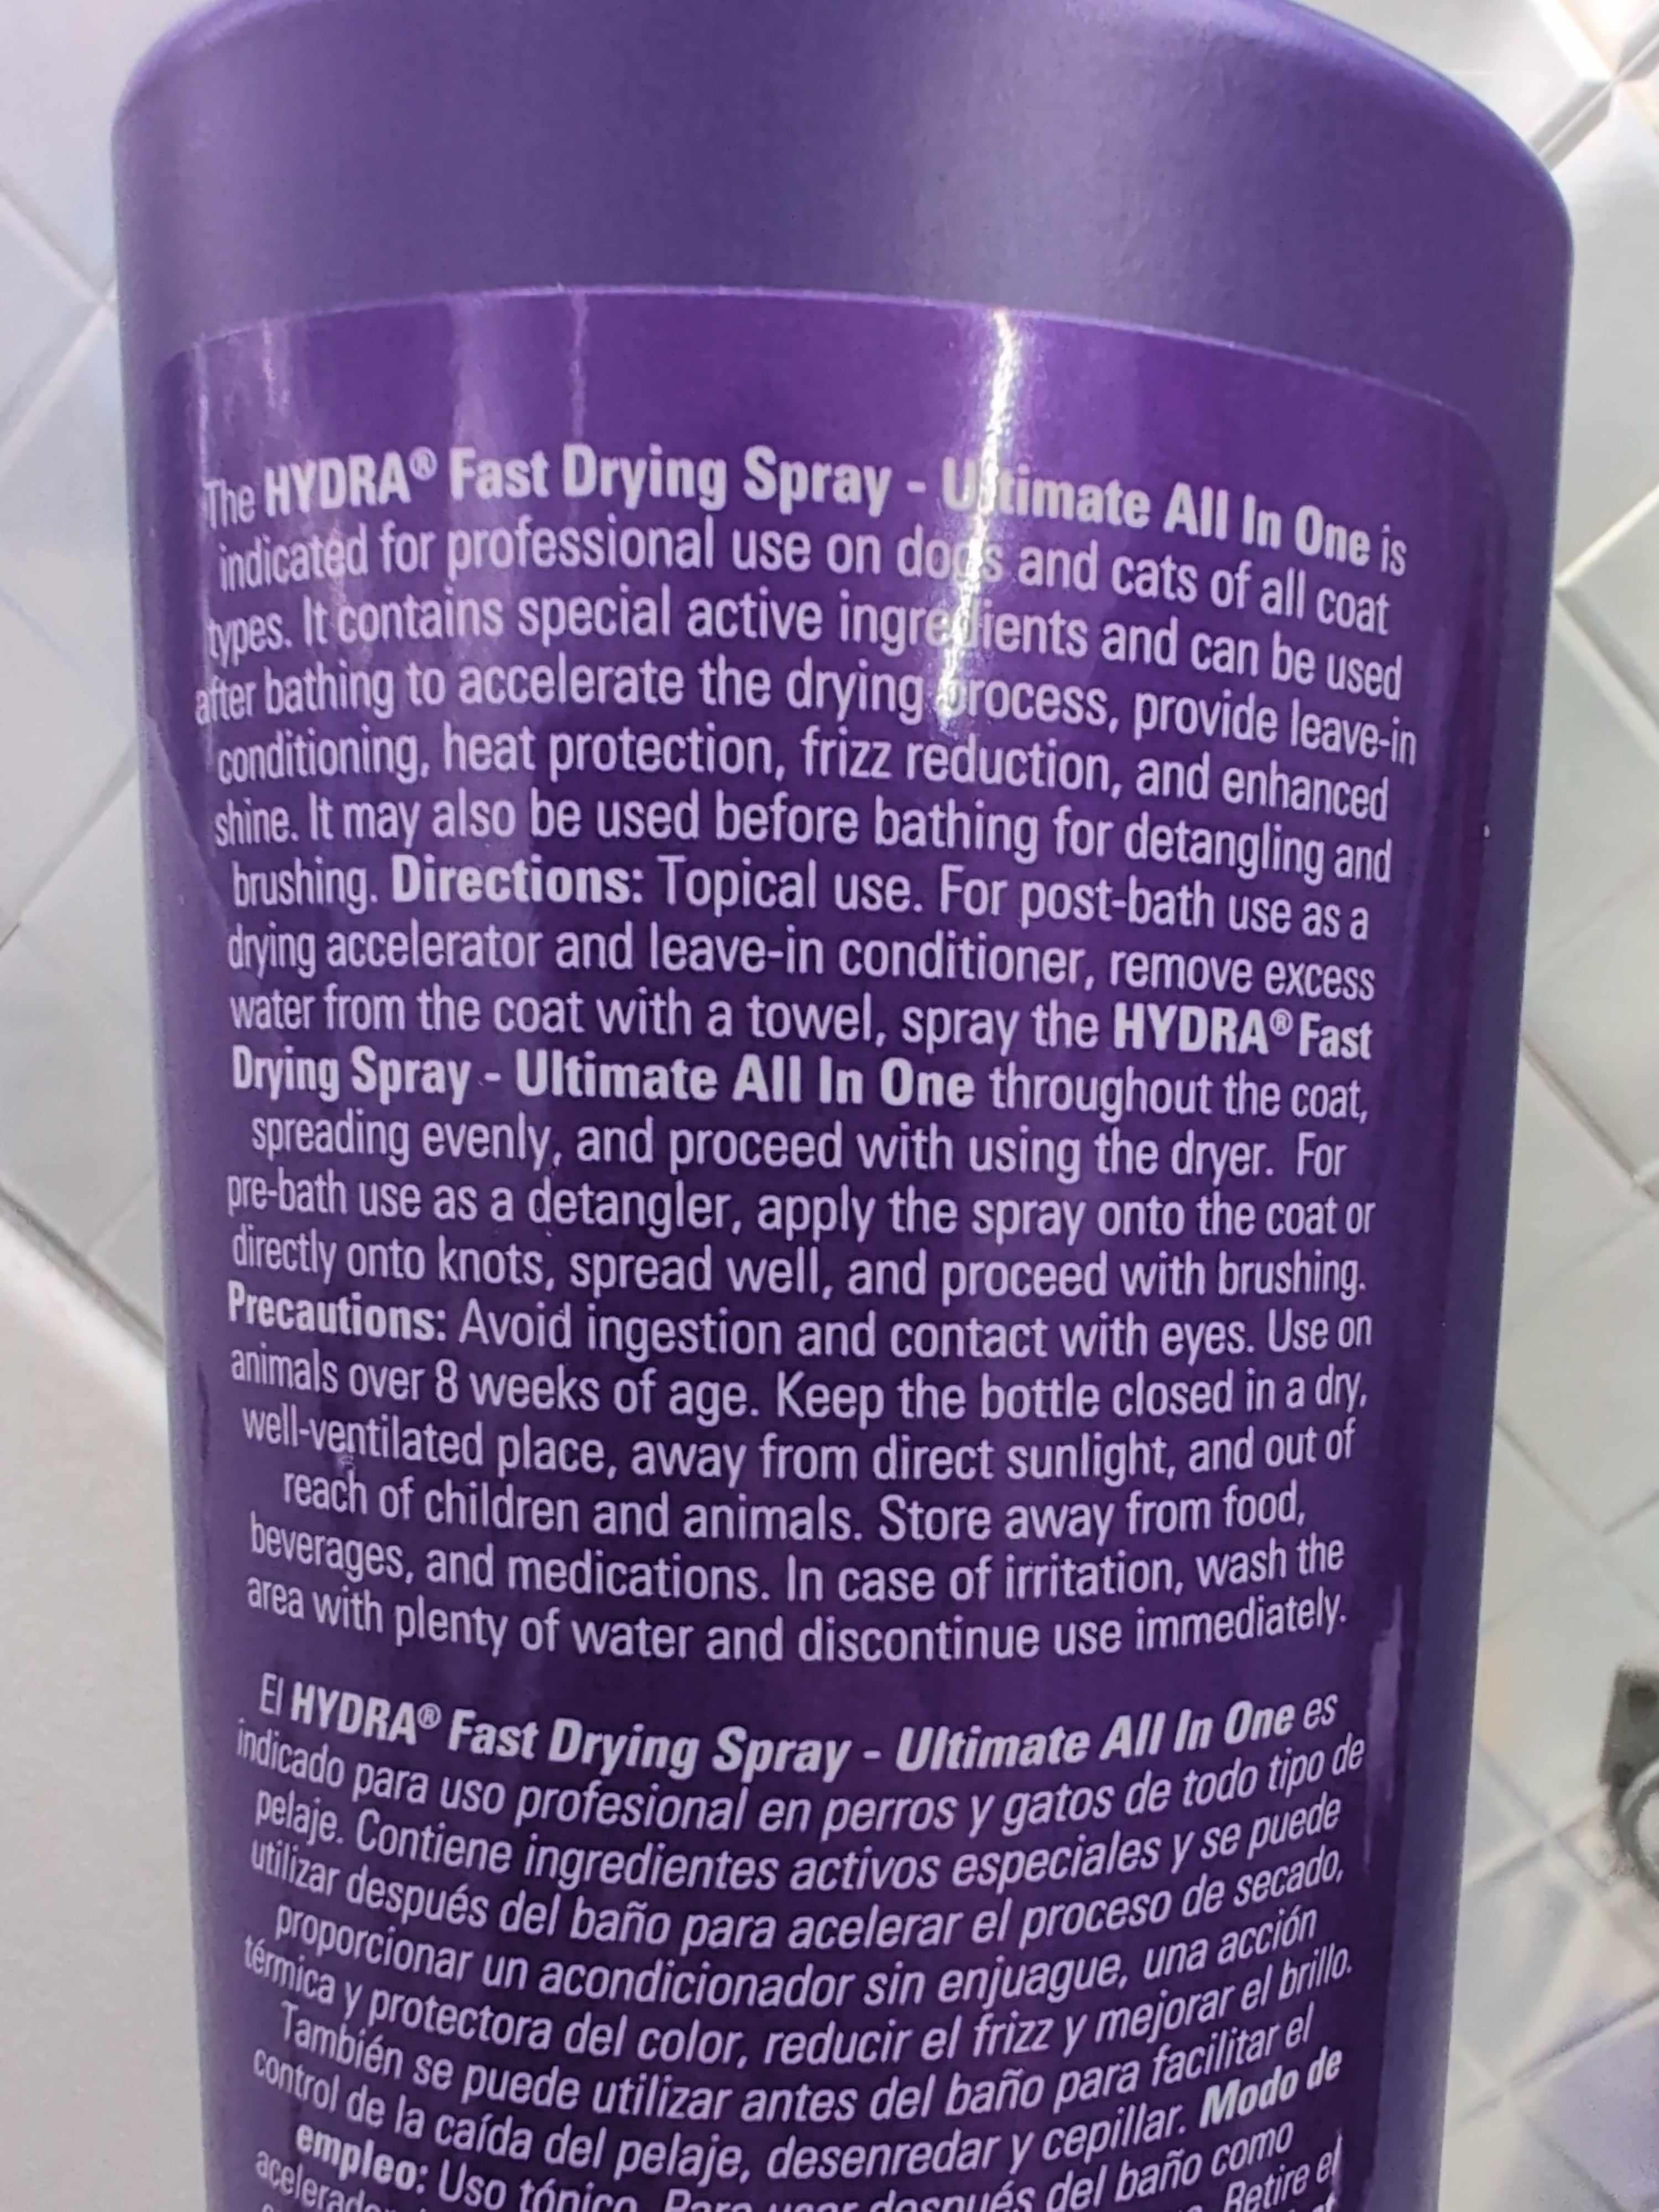 The HYDRA® Fast Drying Spray - Ultimate All In One is
indicated for professional use on dogs and cats of all coat
types. It contains special active ingredients and can be used
after bathing to accelerate the drying process, provide leave-in
conditioning, heat protection, frizz reduction, and enhanced
shine. It may also be used before bathing for detangling and
brushing. Directions: Topical use. For post-bath use as a
drying accelerator and leave-in conditioner, remove excess
water from the coat with a towel, spray the HYDRA® Fast
Drying Spray - Ultimate All In One throughout the coat,
spreading evenly, and proceed with using the dryer. For
pre-bath use as a detangler, apply the spray onto the coat or
directly onto knots, spread well, and proceed with brushing.
Precautions: Avoid ingestion and contact with eyes. Use on
animals over 8 weeks of age. Keep the bottle closed in a dry,
well-ventilated place, away from direct sunlight, and out of
reach of children and animals. Store away from food,
beverages, and medications. In case of irritation, wash the
area with plenty of water and discontinue use immediately.
El HYDRA® Fast Drying Spray - Ultimate All In One es
indicado para uso profesional en perros y gatos de todo tipo de
pelaje. Contiene ingredientes activos especiales y se puede
utilizar después del baño para acelerar el proceso de secado,
proporcionar un acondicionador sin enjuague, una acción
térmica y protectora del color, reducir el frizz y mejorar el brillo.
También se puede utilizar antes del baño para facilitar el
control de la caída del pelaje, desenredar y cepillar. Modo de
empleo: Uso tópico. Para usar después del baño como
Retire el